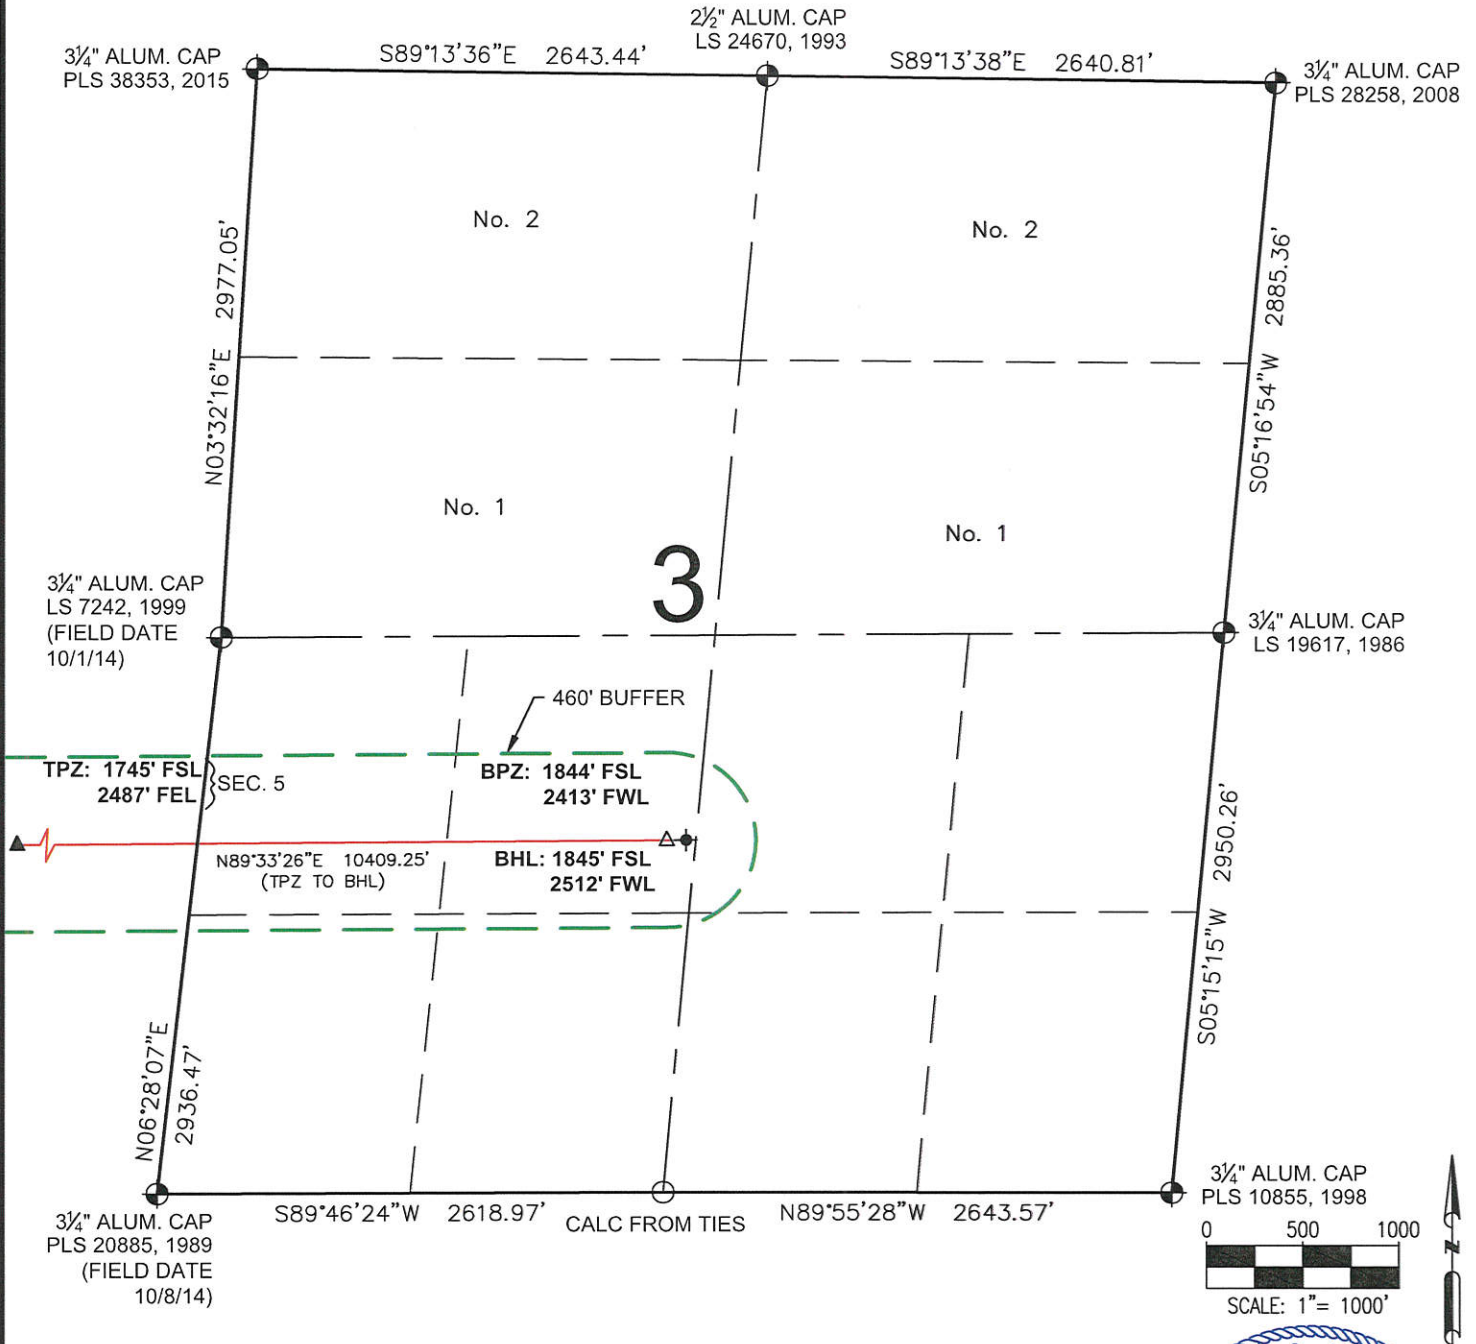 2½" ALUM. CAP
LS 24670, 1993
3¼" ALUM. CAP
PLS 38353, 2015
S89°13'36"E 2643.44'
S89°13'38"E 2640.81'
3¼" ALUM. CAP
PLS 28258, 2008
No. 2
No. 2
N03°32'16"E 2977.05'
S05°16'54"W 2885.36'
No. 1
No. 1
3
3¼" ALUM. CAP
LS 7242, 1999
(FIELD DATE
10/1/14)
3¼" ALUM. CAP
LS 19617, 1986
460' BUFFER
TPZ: 1745' FSL
2487' FEL
SEC. 5
BPZ: 1844' FSL
2413' FWL
N89°33'26"E 10409.25'
(TPZ TO BHL)
BHL: 1845' FSL
2512' FWL
S05°15'15"W 2950.26'
N06°28'07"E
2936.47'
3¼" ALUM. CAP
PLS 20885, 1989
(FIELD DATE
10/8/14)
S89°46'24"W 2618.97'
CALC FROM TIES
N89°55'28"W 2643.57'
3¼" ALUM. CAP
PLS 10855, 1998
0 500 1000
SCALE: 1"= 1000'
N